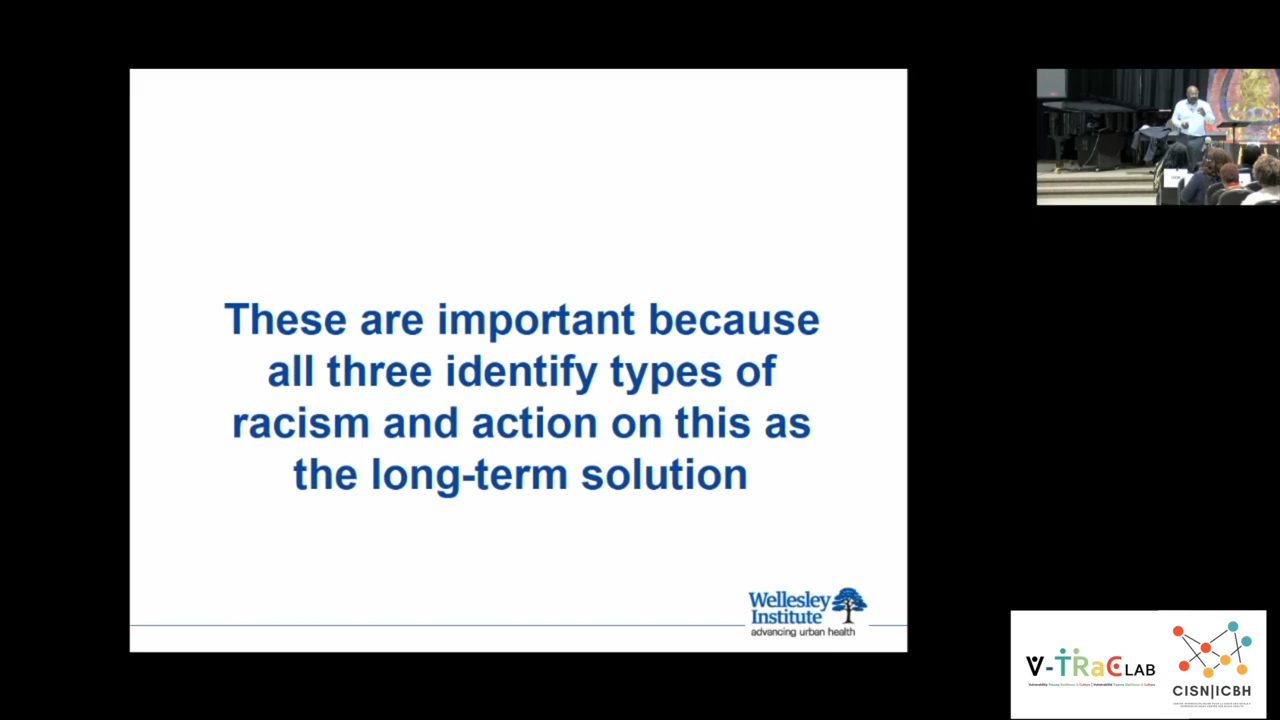 These are important because
all three identify types of
racism and action on this as
the long-term solution
Wellesley
Institute
advancing urban health
V-TRaC LAB
CISN|ICBH